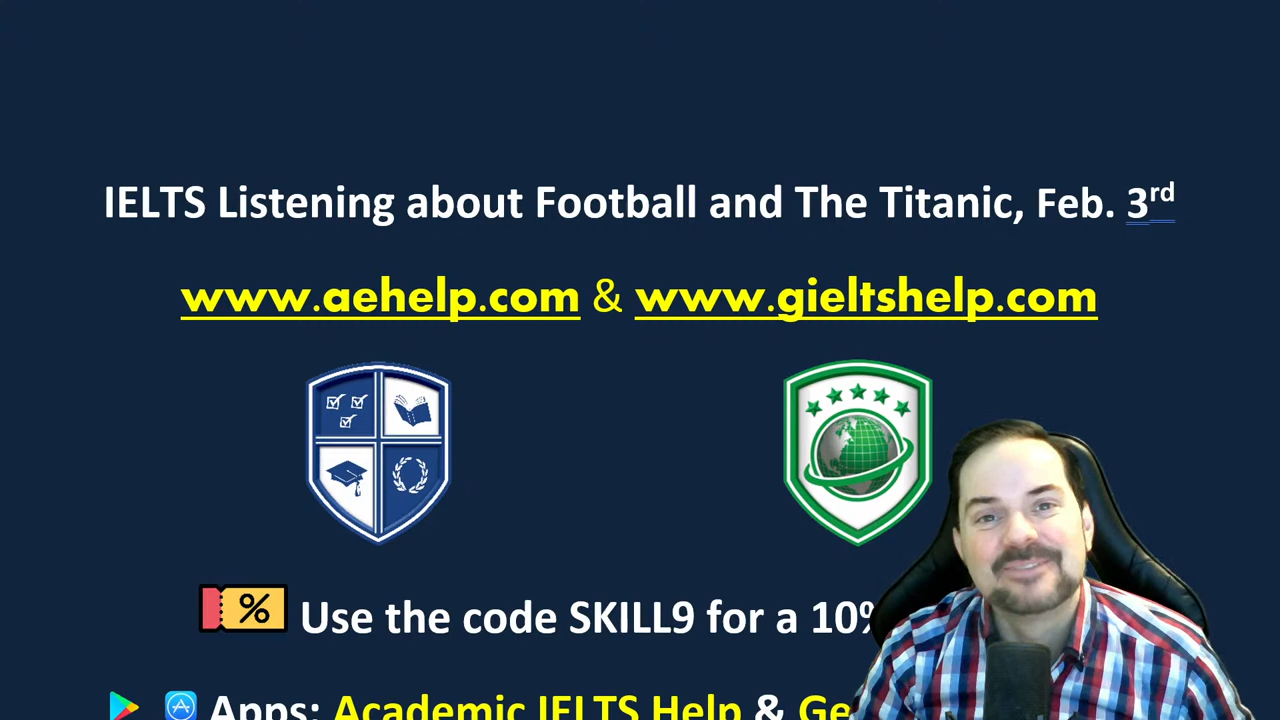 IELTS Listening about Football and The Titanic, Feb. 3rd
www.aehelp.com & www.gieltshelp.com
% Use the code SKILL9 for a 10%
Apps: Academic IELTS Help & Ge